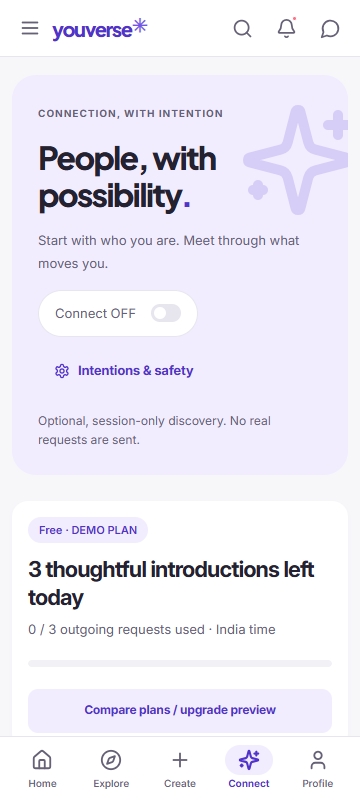 youverse
CONNECTION, WITH INTENTION
People, with
possibility.
Start with who you are. Meet through what
moves you.
Connect OFF
Intentions & safety
Optional, session-only discovery. No real
requests are sent.
Free · DEMO PLAN
3 thoughtful introductions left
today
0 / 3 outgoing requests used · India time
Compare plans / upgrade preview
Home
Explore
Create
Connect
Profile